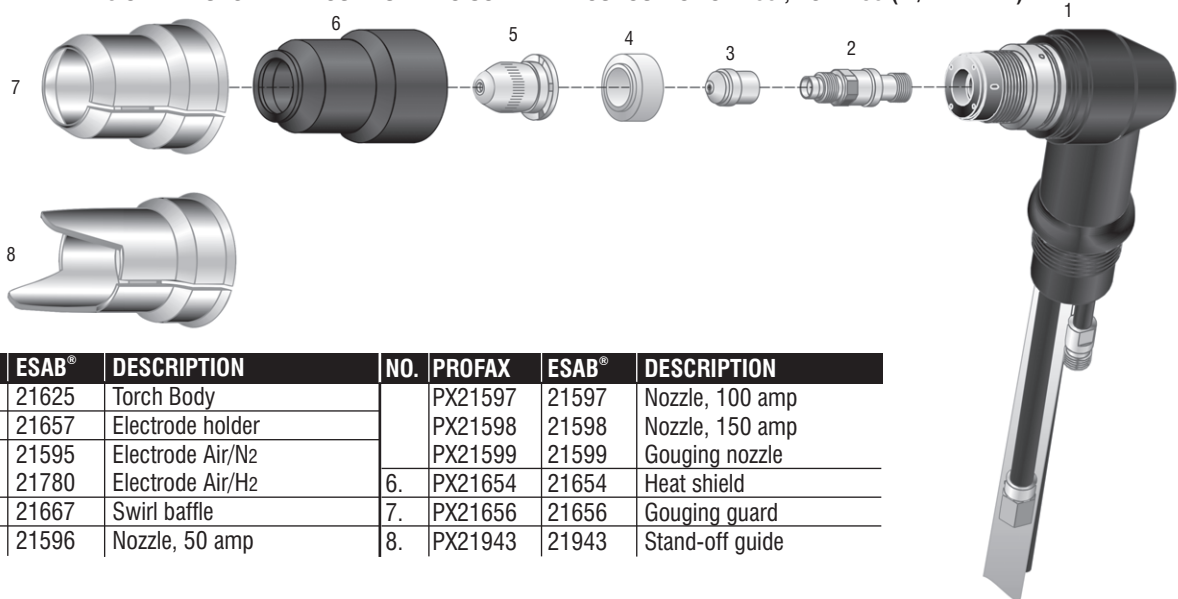 6
1
5
4
3
2
7
8
ESAB® DESCRIPTION NO. PROFAX ESAB® DESCRIPTION
21625 Torch Body PX21597 21597 Nozzle, 100 amp
21657 Electrode holder PX21598 21598 Nozzle, 150 amp
21595 Electrode Air/N2 PX21599 21599 Gouging nozzle
21780 Electrode Air/H2 6. PX21654 21654 Heat shield
21667 Swirl baffle 7. PX21656 21656 Gouging guard
21596 Nozzle, 50 amp 8. PX21943 21943 Stand-off guide